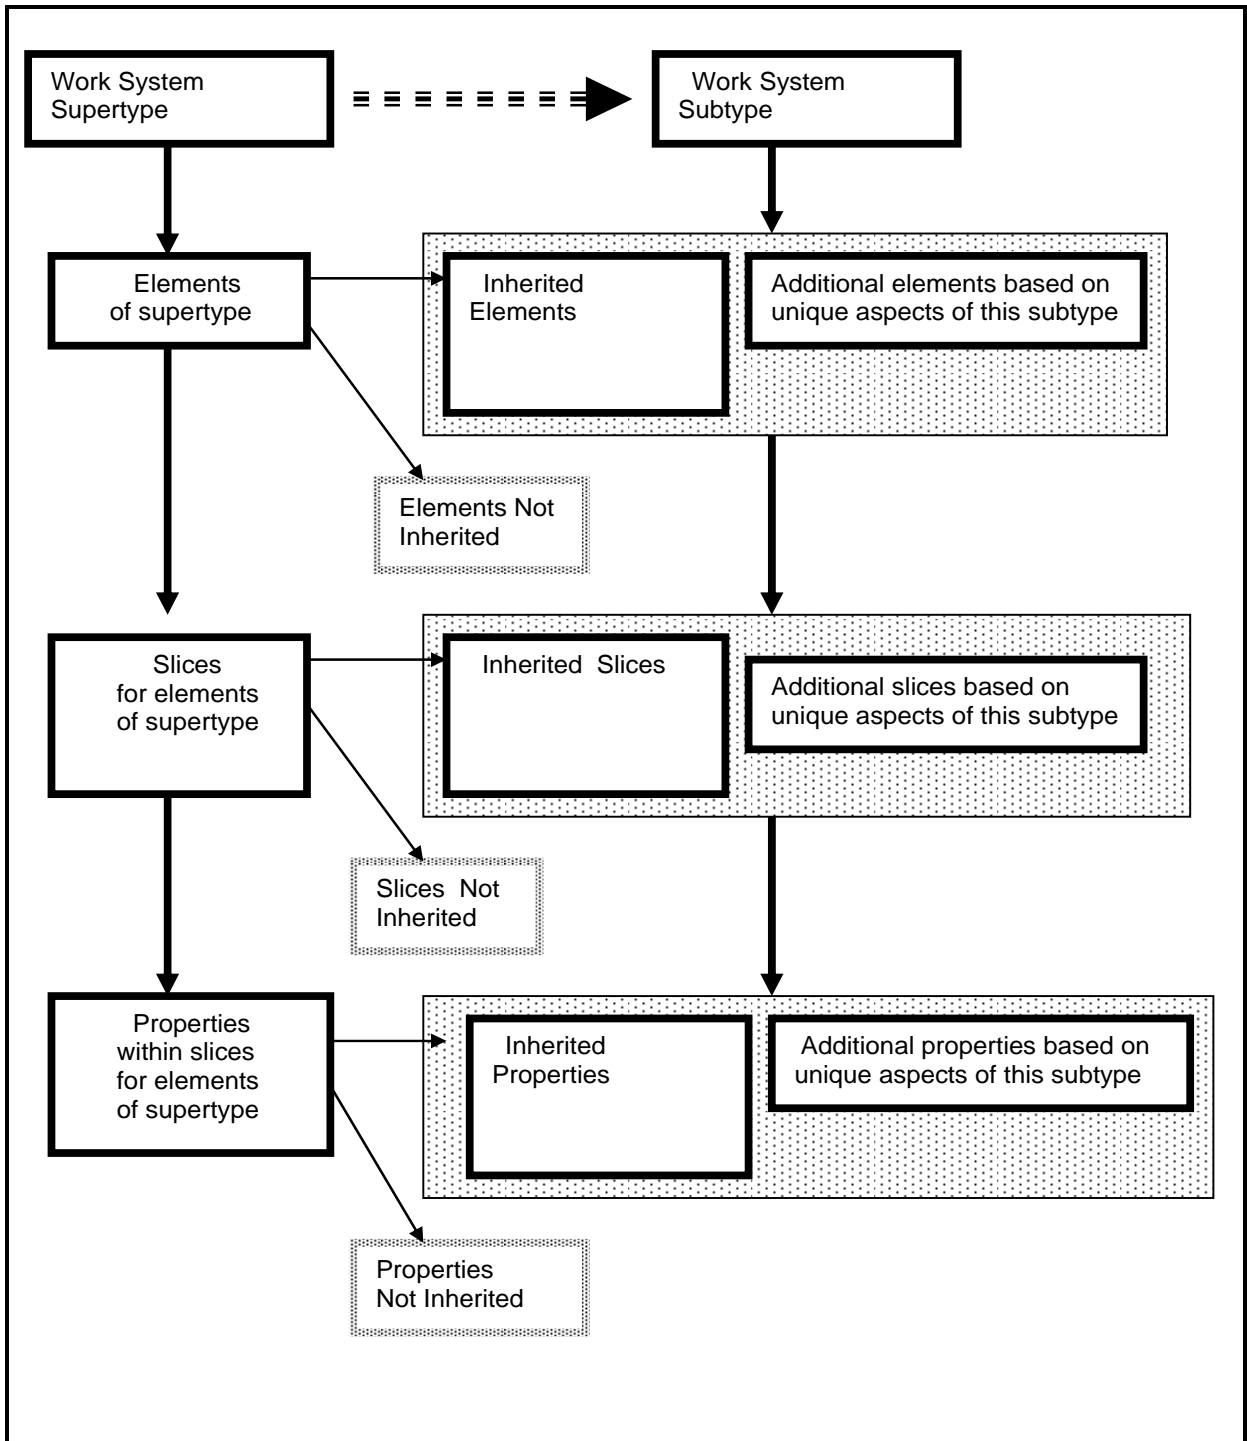 Work System
Supertype
Work System
Subtype
Elements
of supertype
Inherited
Elements
Additional elements based on
unique aspects of this subtype
Elements Not
Inherited
Slices
for elements
of supertype
Inherited Slices
Additional slices based on
unique aspects of this subtype
Slices Not
Inherited
Properties
within slices
for elements
of supertype
Inherited
Properties
Additional properties based on
unique aspects of this subtype
Properties
Not Inherited